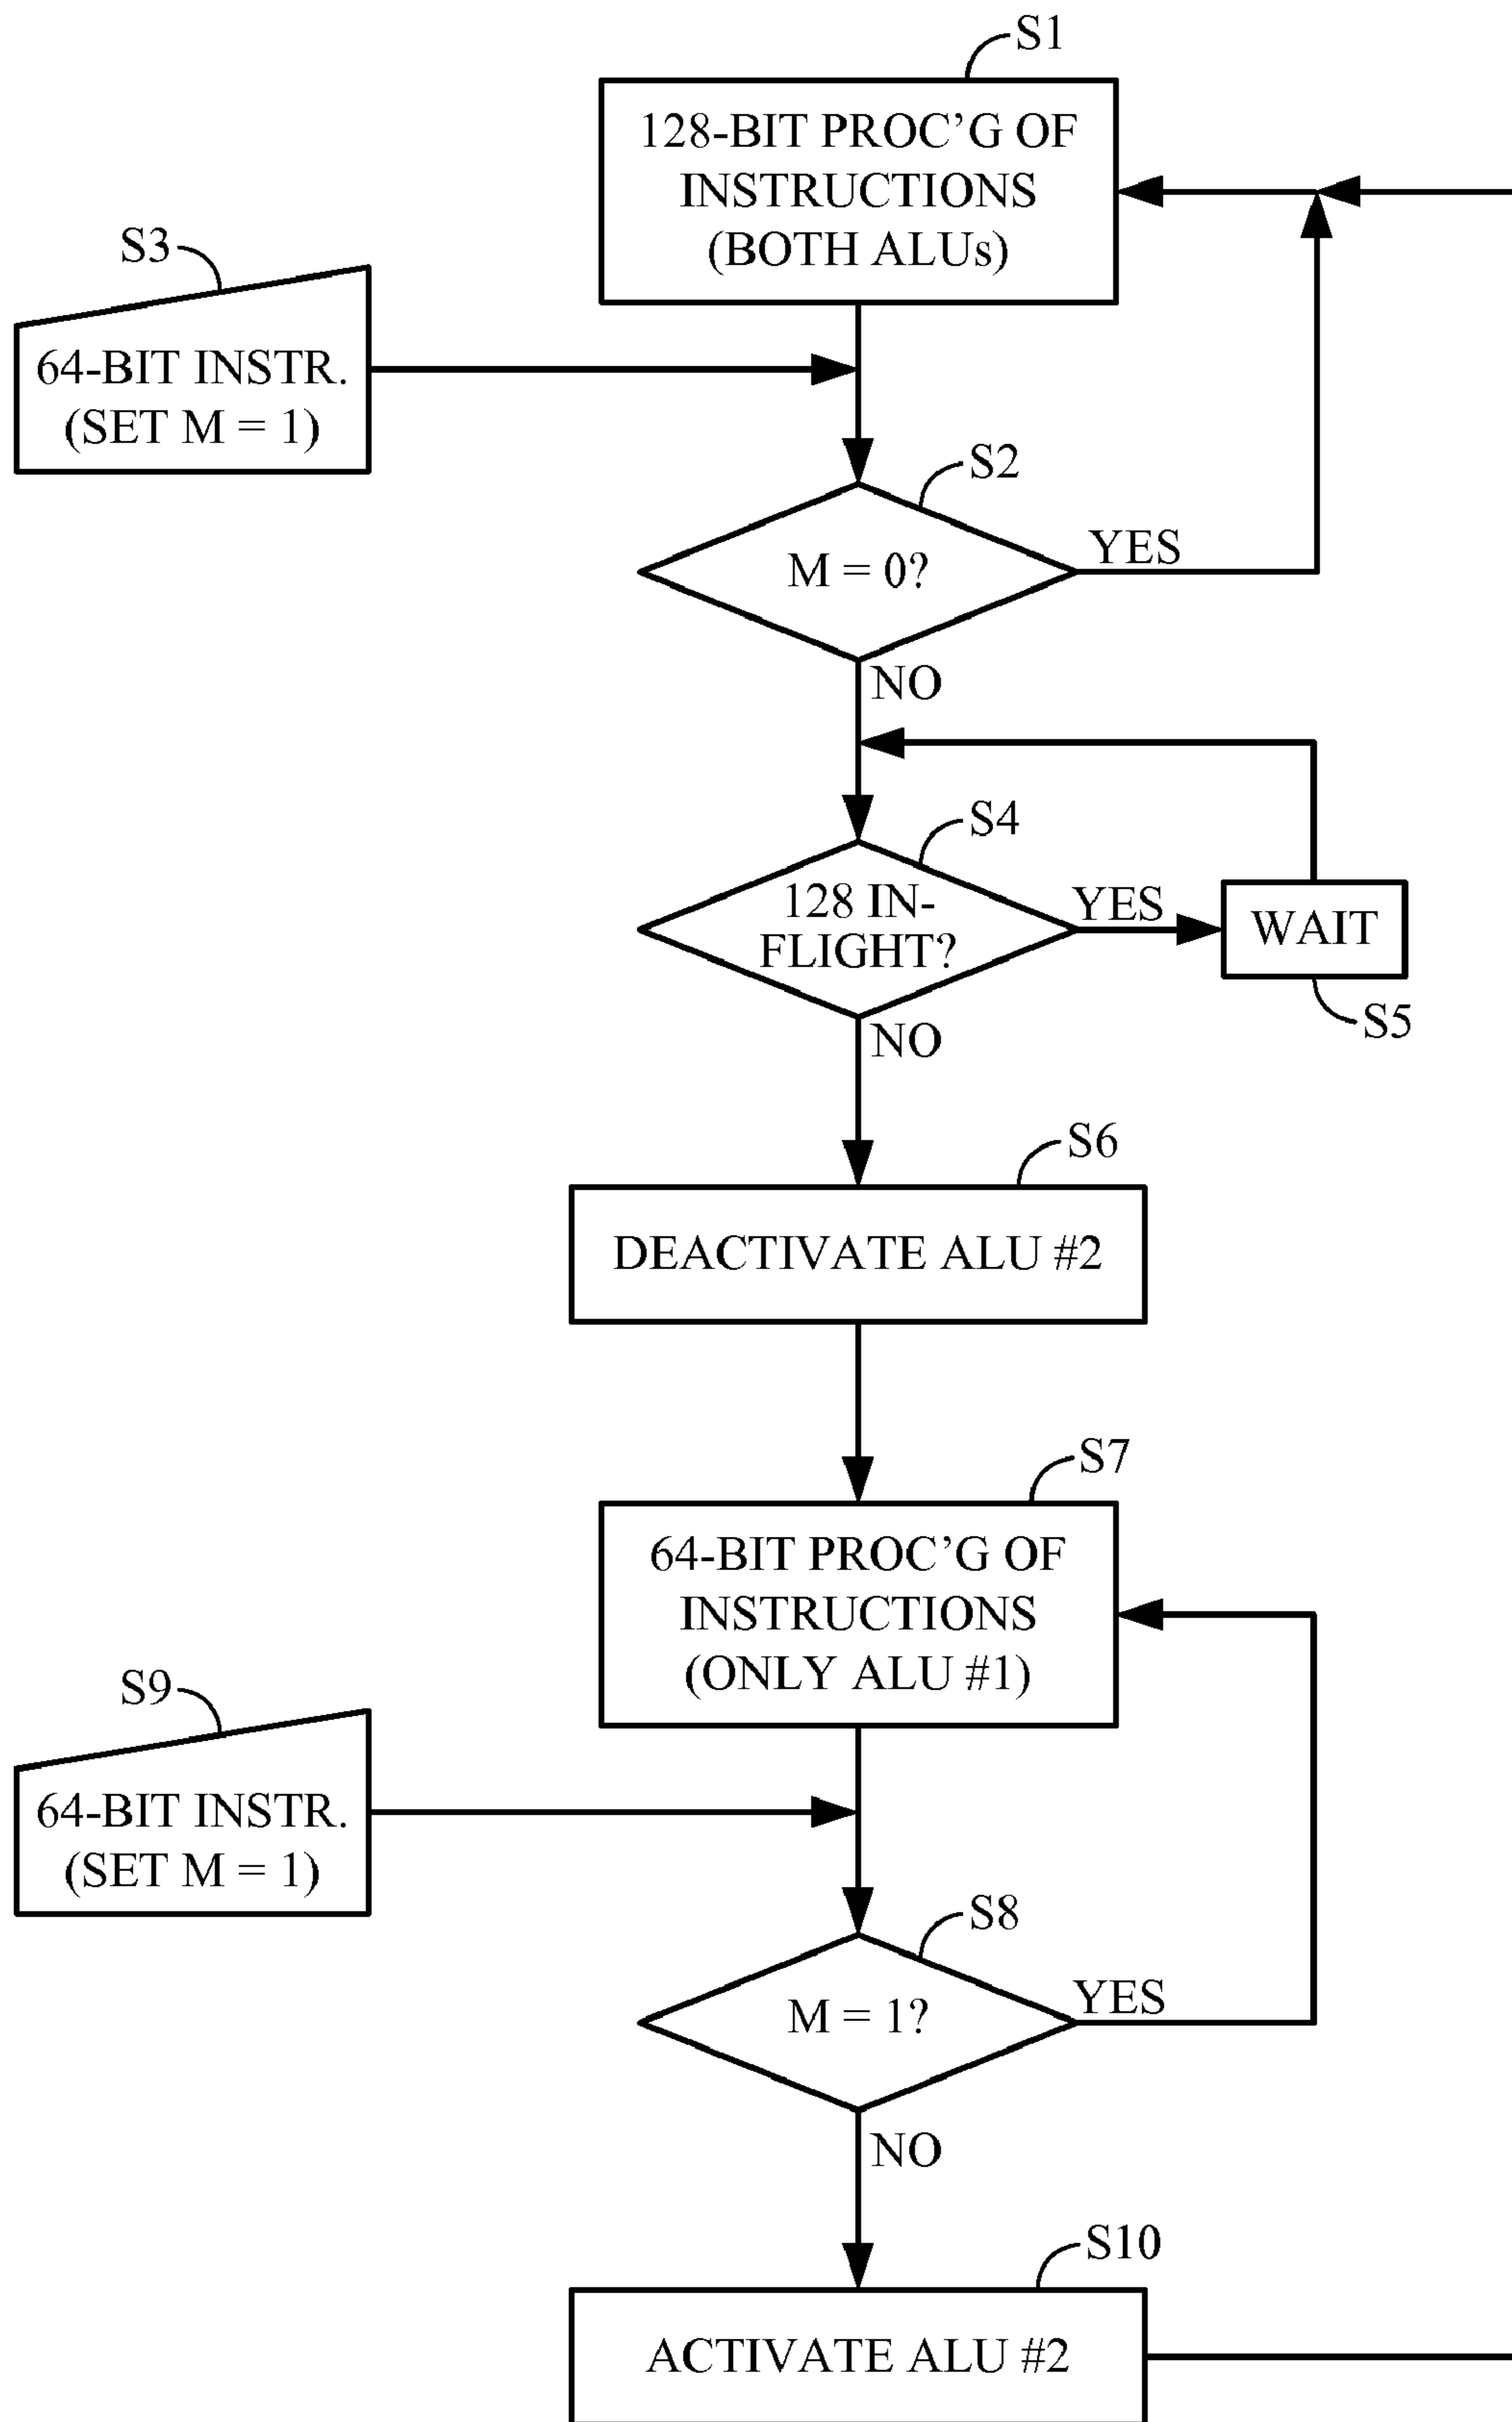 S1
128-BIT PROC'G OF
INSTRUCTIONS
(BOTH ALUs)
S3
64-BIT INSTR.
(SET M = 1)
S2
M = 0?
YES
NO
S4
128 IN-
FLIGHT?
YES
WAIT
S5
NO
S6
DEACTIVATE ALU #2
S7
64-BIT PROC'G OF
INSTRUCTIONS
(ONLY ALU #1)
S9
64-BIT INSTR.
(SET M = 1)
S8
M = 1?
YES
NO
S10
ACTIVATE ALU #2